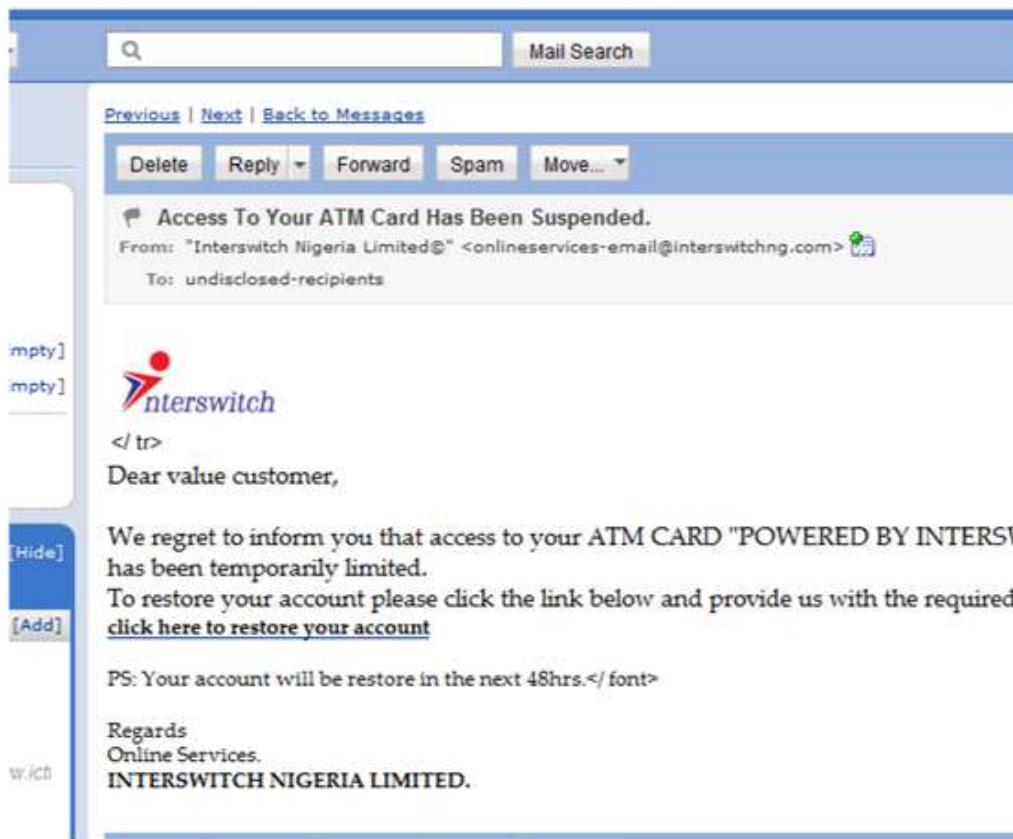 Mail Search
Previous | Next | Back to Messages
Delete Reply Forward Spam Move...
Access To Your ATM Card Has Been Suspended.
From: "Interswitch Nigeria Limited©" <onlineservices-email@interswitchng.com>
To: undisclosed-recipients
mpty]
mpty]
nterswitch
</ tr>
Dear value customer,
We regret to inform you that access to your ATM CARD "POWERED BY INTERSW
[Hide]
has been temporarily limited.
To restore your account please click the link below and provide us with the required
[Add]
click here to restore your account
PS: Your account will be restore in the next 48hrs.</ font>
Regards
Online Services.
INTERSWITCH NIGERIA LIMITED.